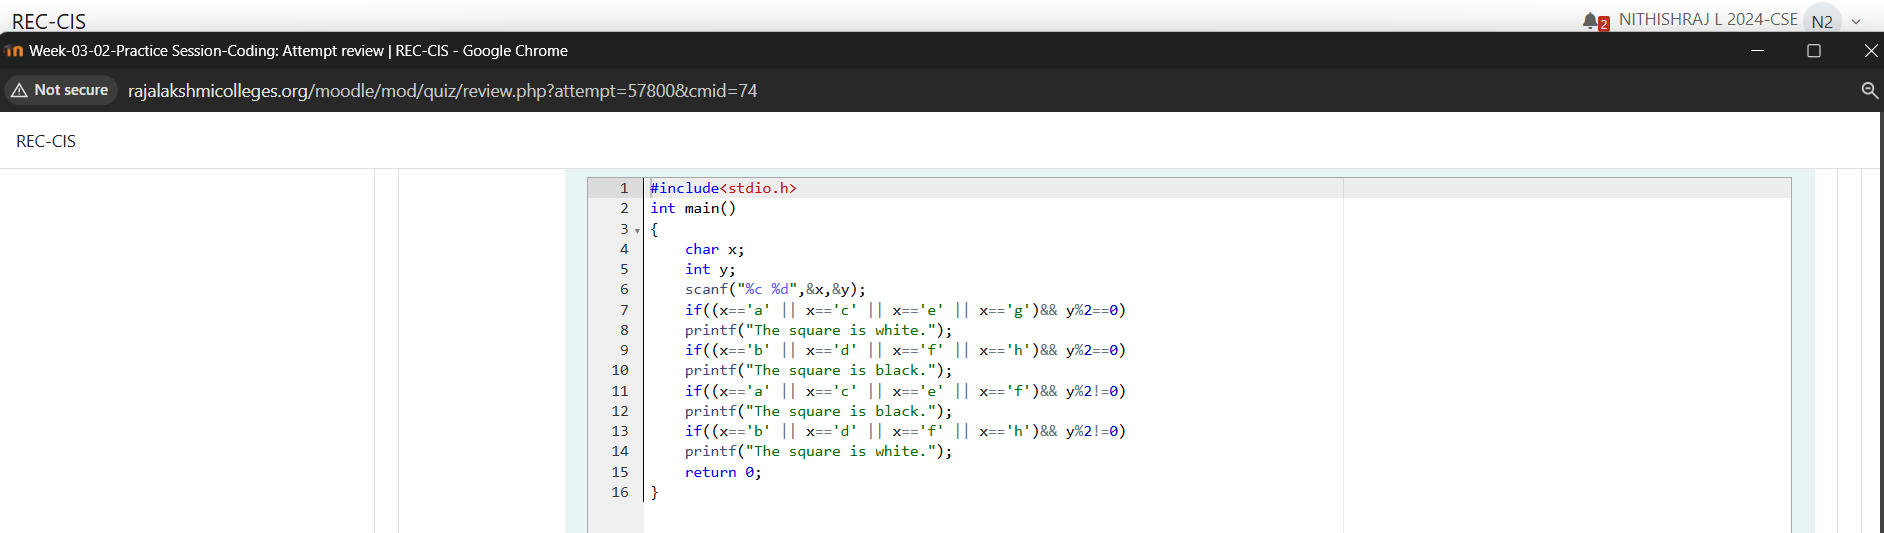 REC-CIS
2 NITHISHRAJ L 2024-CSE N2
Week-03-02-Practice Session-Coding: Attempt review | REC-CIS - Google Chrome
Not secure rajalakshmicolleges.org/moodle/mod/quiz/review.php?attempt=57800&cmid=74
REC-CIS
1 #include<stdio.h>
2 int main()
3 {
4 char x;
5 int y;
6 scanf("%c %d",&x,&y);
7 if((x=='a' || x=='c' || x=='e' || x=='g')&& y%2==0)
8 printf("The square is white.");
9 if((x=='b' || x=='d' || x=='f' || x=='h')&& y%2==0)
10 printf("The square is black.");
11 if((x=='a' || x=='c' || x=='e' || x=='f')&& y%2!=0)
12 printf("The square is black.");
13 if((x=='b' || x=='d' || x=='f' || x=='h')&& y%2!=0)
14 printf("The square is white.");
15 return 0;
16 }